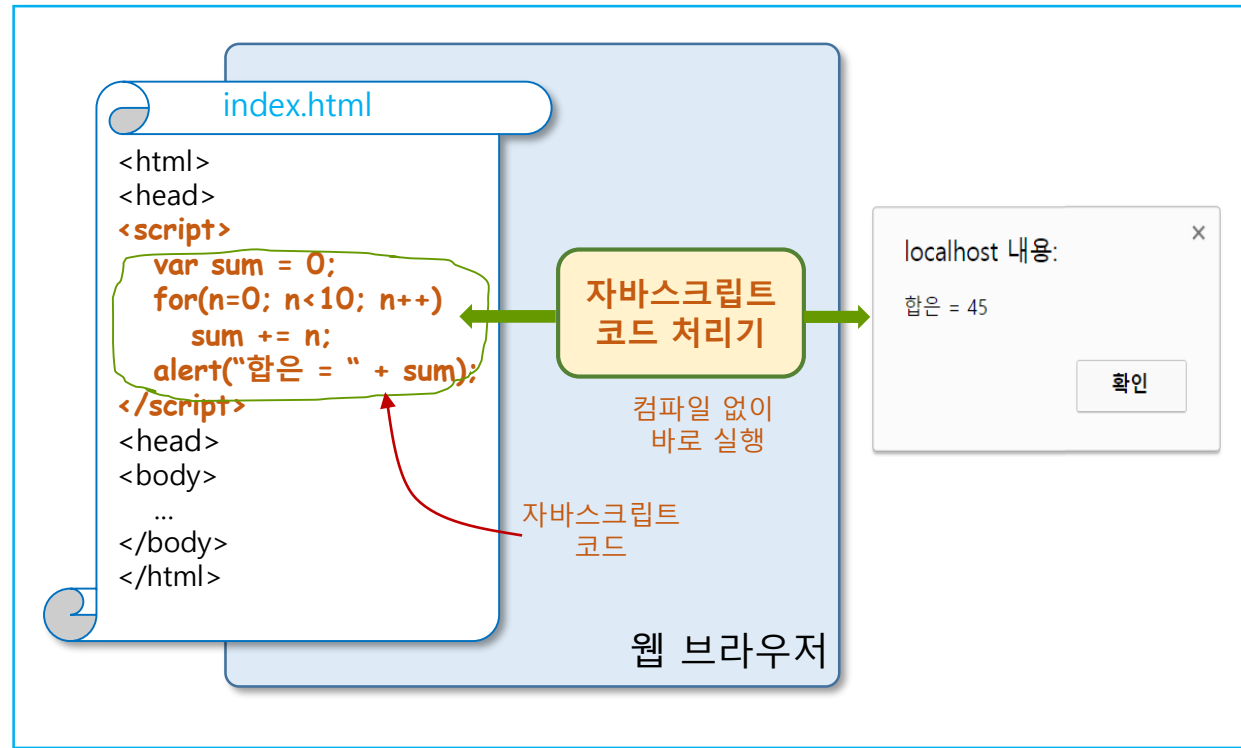 index.html
<html>
<head>
<script>
var sum = 0;
for(n=0; n<10; n++)
sum += n;
alert(“합은 = “ + sum);
</script>
<head>
<body>
...
</body>
</html>
자바스크립트
코드 처리기
컴파일 없이
바로 실행
자바스크립트
코드
웹 브라우저
localhost 내용:
×
합은 = 45
확인